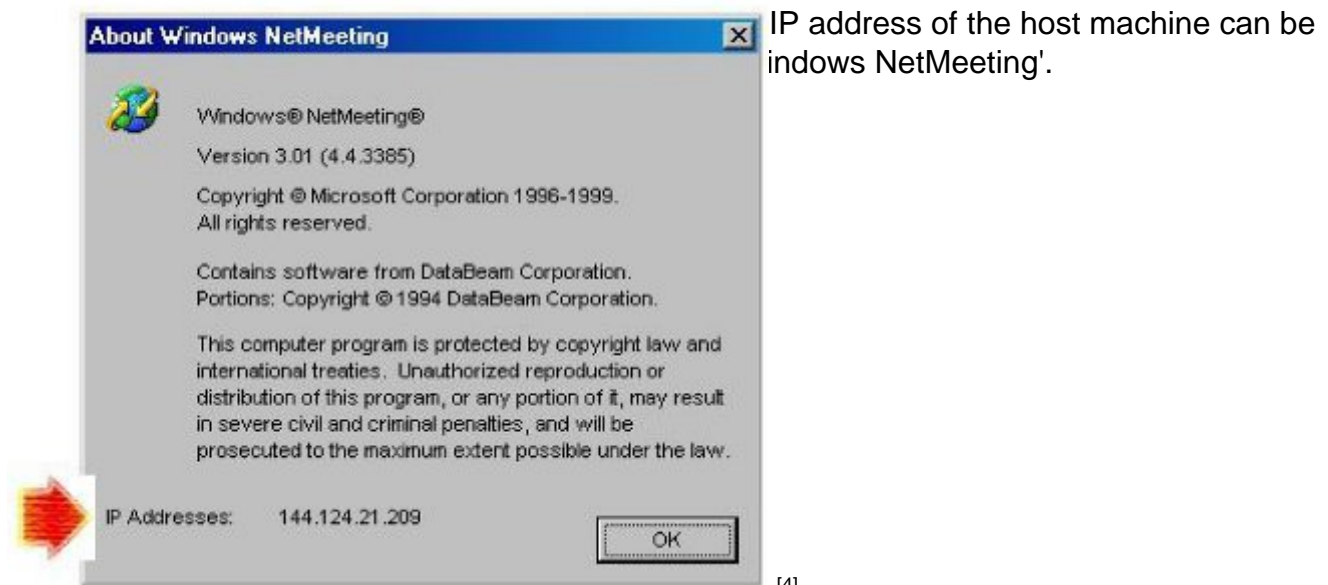 About Windows NetMeeting
IP address of the host machine can be
indows NetMeeting'.
Windows® NetMeeting®
Version 3.01 (4.4.3385)
Copyright © Microsoft Corporation 1996-1999.
All rights reserved.
Contains software from DataBeam Corporation.
Portions: Copyright © 1994 DataBeam Corporation.
This computer program is protected by copyright law and
international treaties. Unauthorized reproduction or
distribution of this program, or any portion of it, may result
in severe civil and criminal penalties, and will be
prosecuted to the maximum extent possible under the law.
IP Addresses: 144.124.21.209
OK
[4]